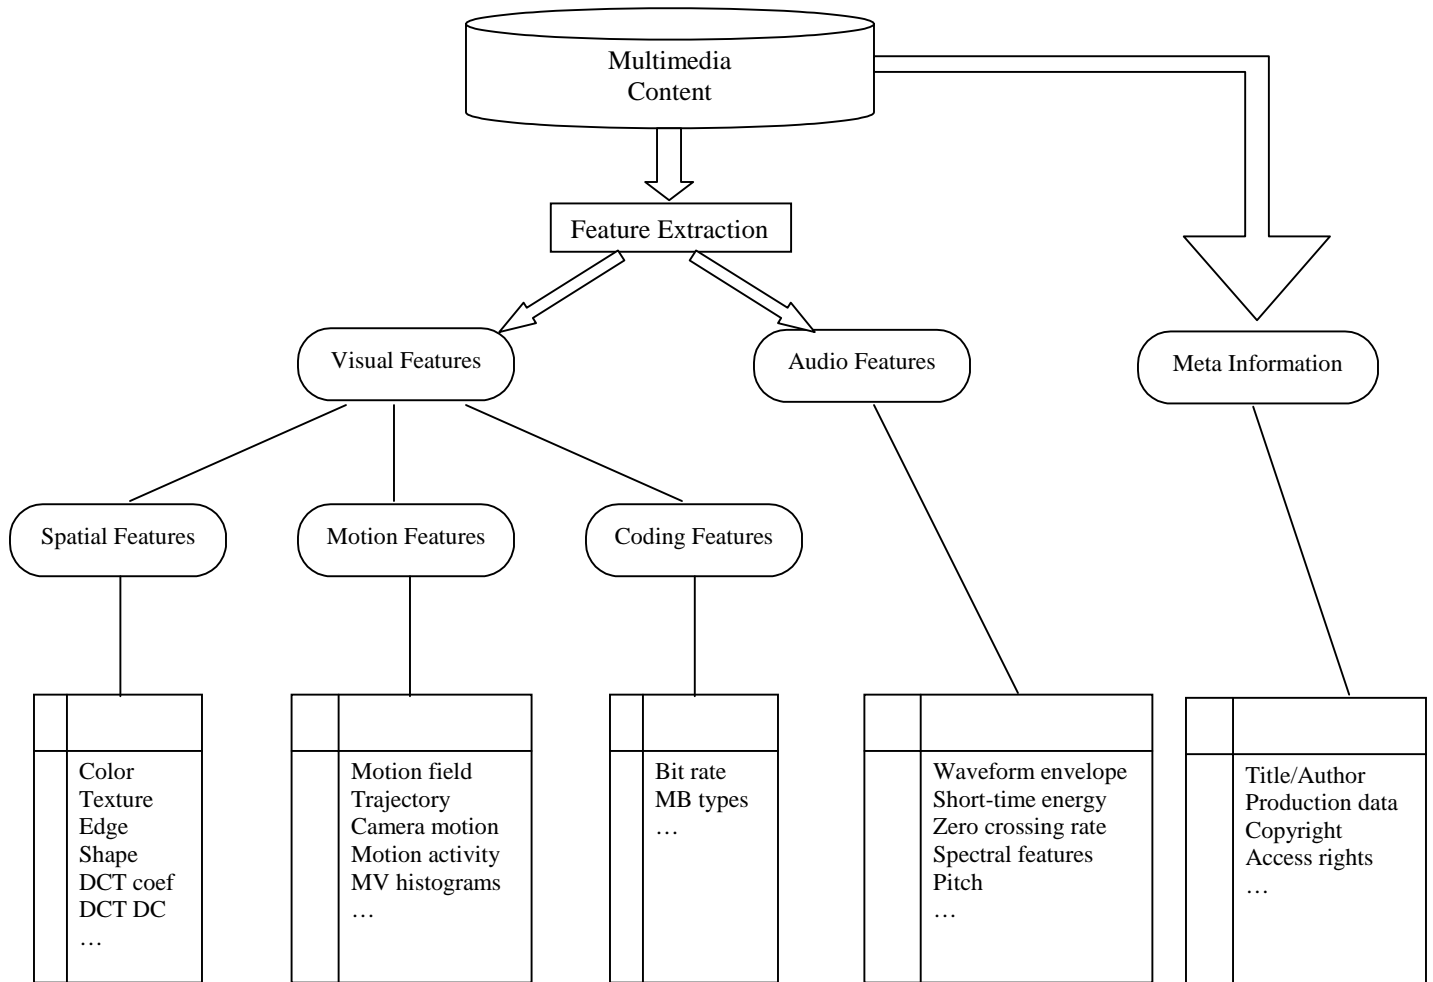 Multimedia
Content
Feature Extraction
Visual Features
Audio Features
Meta Information
Spatial Features
Motion Features
Coding Features
Color
Texture
Edge
Shape
DCT coef
DCT DC
…
Motion field
Trajectory
Camera motion
Motion activity
MV histograms
…
Bit rate
MB types
…
Waveform envelope
Short-time energy
Zero crossing rate
Spectral features
Pitch
…
Title/Author
Production data
Copyright
Access rights
…